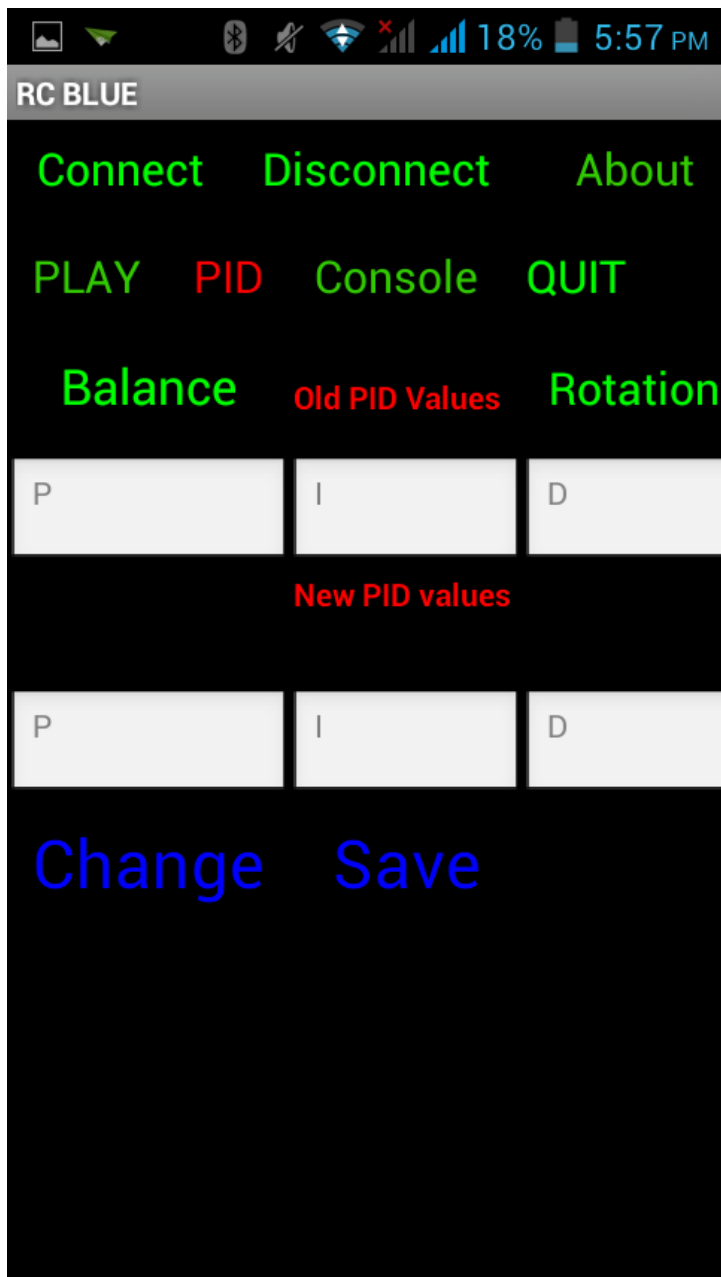 18% 5:57 PM
RC BLUE
Connect Disconnect About
PLAY PID Console QUIT
Balance Old PID Values Rotation
P I D
New PID values
P I D
Change Save